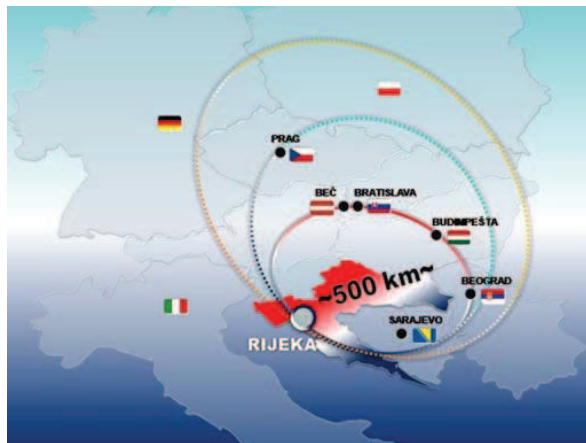 PRAG
BEČ
BRATISLAVA
BUDIMPEŠTA
~500 km~
BEOGRAD
SARAJEVO
RIJEKA